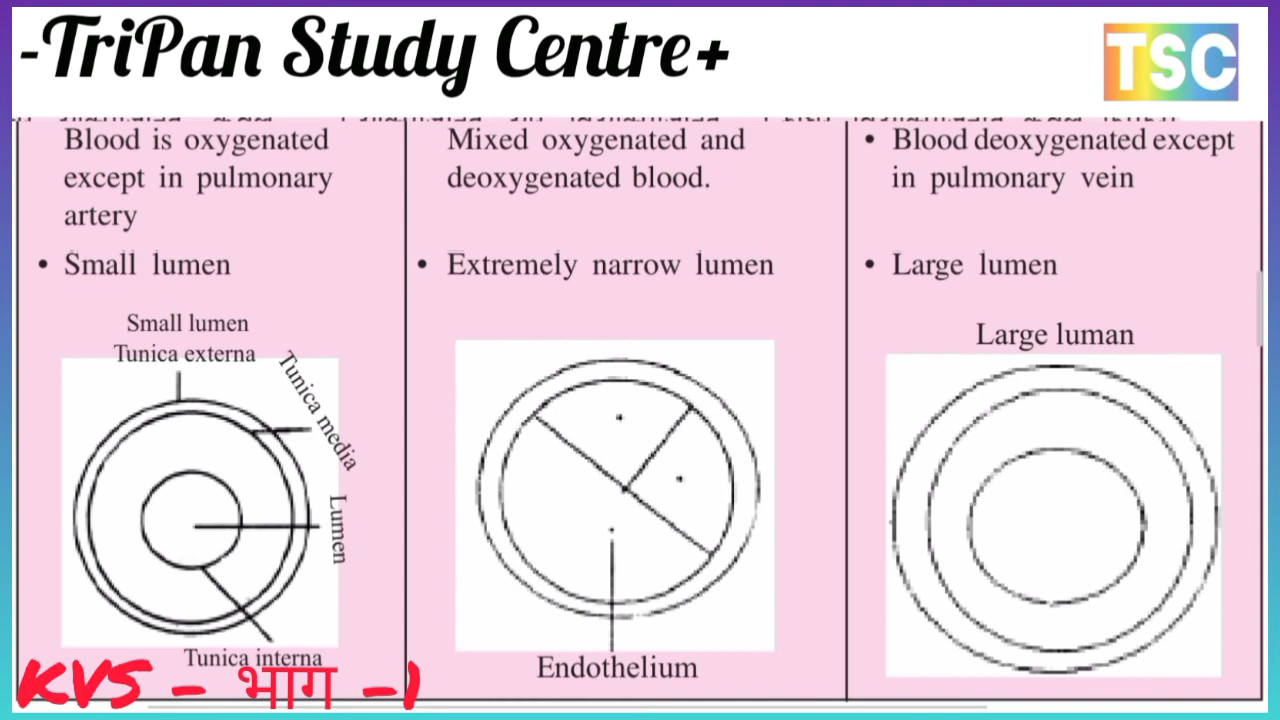 -TriPan Study Centre+
TSC
Blood is oxygenated
except in pulmonary
artery
• Small lumen
Small lumen
Tunica externa
Tunica media
Lumen
Tunica interna
Mixed oxygenated and
deoxygenated blood.
• Extremely narrow lumen
Endothelium
• Blood deoxygenated except
in pulmonary vein
• Large lumen
Large luman
KVS - भाग -1